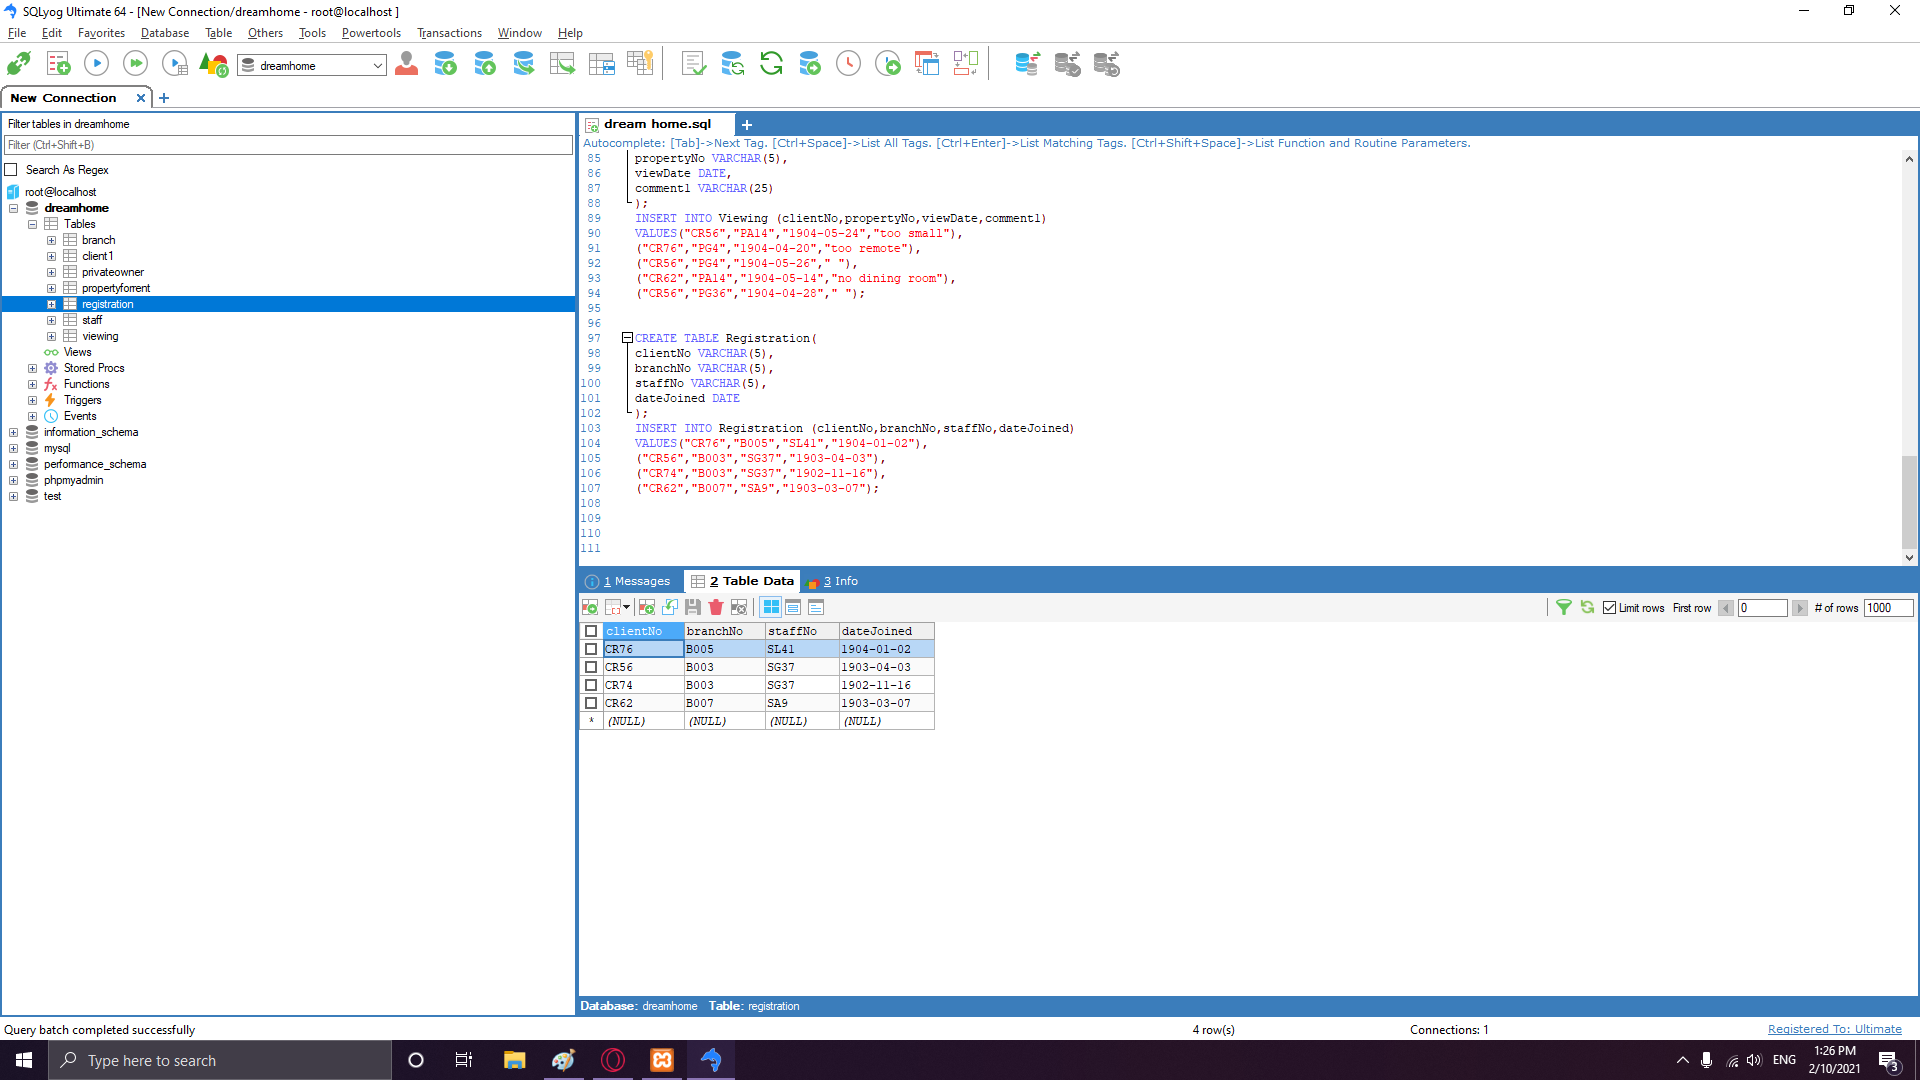 SQLyog Ultimate 64 - [New Connection/dreamhome - root@localhost ]
File Edit Favorites Database Table Others Tools Powertools Transactions Window Help
dreamhome
New Connection
Filter tables in dreamhome
Filter (Ctrl+Shift+B)
Search As Regex
root@localhost
dreamhome
Tables
branch
client1
privateowner
propertyforrent
registration
staff
viewing
Views
Stored Procs
Functions
Triggers
Events
information_schema
mysql
performance_schema
phpmyadmin
test
dream home.sql
Autocomplete: [Tab]->Next Tag. [Ctrl+Space]->List All Tags. [Ctrl+Enter]->List Matching Tags. [Ctrl+Shift+Space]->List Function and Routine Parameters.
85 propertyNo VARCHAR(5),
86 viewDate DATE,
87 comment1 VARCHAR(25)
88 );
89 INSERT INTO Viewing (clientNo,propertyNo,viewDate,comment1)
90 VALUES("CR56","PA14","1904-05-24","too small"),
91 ("CR76","PG4","1904-04-20","too remote"),
92 ("CR56","PG4","1904-05-26"," "),
93 ("CR62","PA14","1904-05-14","no dining room"),
94 ("CR56","PG36","1904-04-28"," ");
95
96
97 CREATE TABLE Registration(
98 clientNo VARCHAR(5),
99 branchNo VARCHAR(5),
100 staffNo VARCHAR(5),
101 dateJoined DATE
102 );
103 INSERT INTO Registration (clientNo,branchNo,staffNo,dateJoined)
104 VALUES("CR76","B005","SL41","1904-01-02"),
105 ("CR56","B003","SG37","1903-04-03"),
106 ("CR74","B003","SG37","1902-11-16"),
107 ("CR62","B007","SA9","1903-03-07");
108
109
110
111
1 Messages 2 Table Data 3 Info
Limit rows First row 0 # of rows 1000
clientNo branchNo staffNo dateJoined
CR76 B005 SL41 1904-01-02
CR56 B003 SG37 1903-04-03
CR74 B003 SG37 1902-11-16
CR62 B007 SA9 1903-03-07
* (NULL) (NULL) (NULL) (NULL)
Database: dreamhome Table: registration
Query batch completed successfully 4 row(s) Connections: 1 Registered To: Ultimate
Type here to search
ENG
1:26 PM
2/10/2021
3